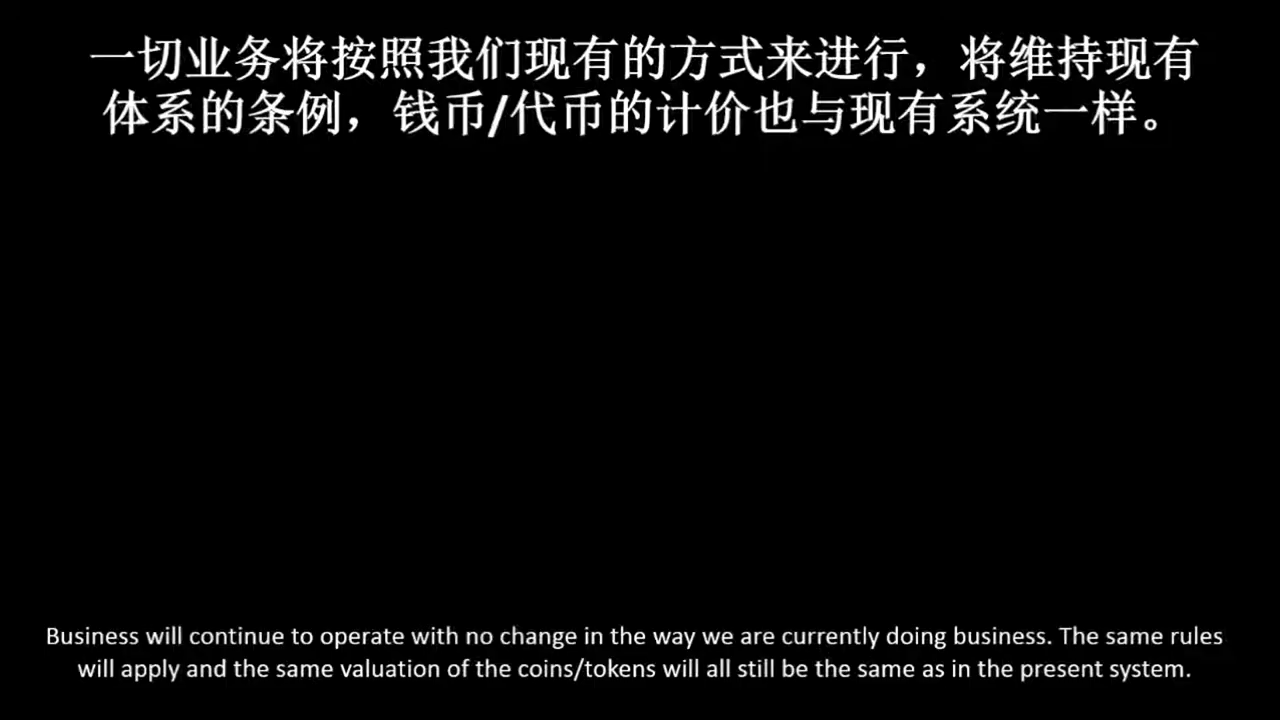 一切业务将按照我们现有的方式来进行，将维持现有
体系的条例，钱币/代币的计价也与现有系统一样。
Business will continue to operate with no change in the way we are currently doing business. The same rules
will apply and the same valuation of the coins/tokens will all still be the same as in the present system.